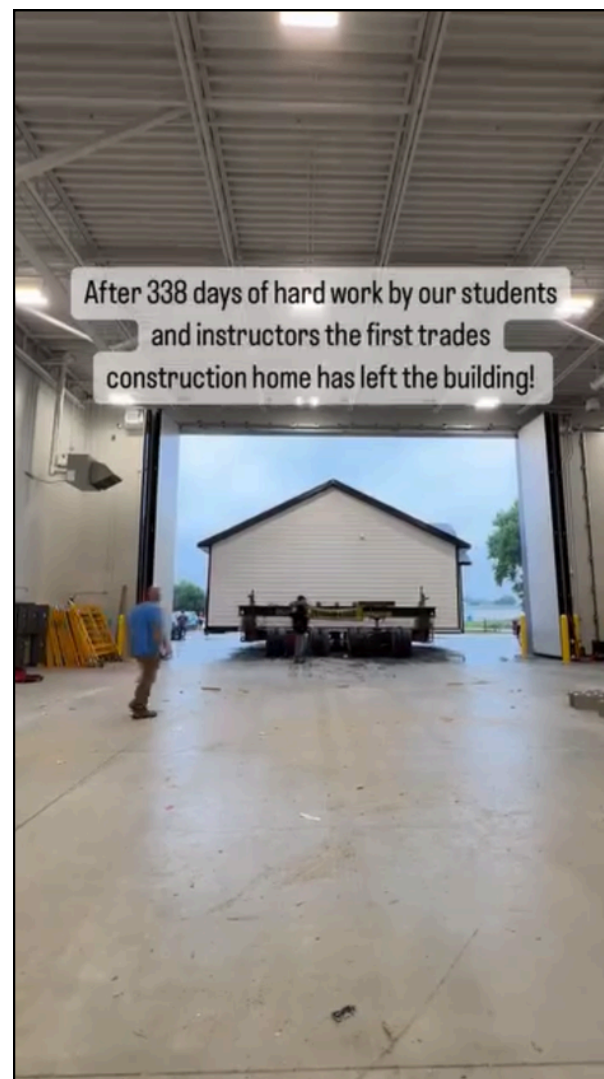 After 338 days of hard work by our students
and instructors the first trades
construction home has left the building!